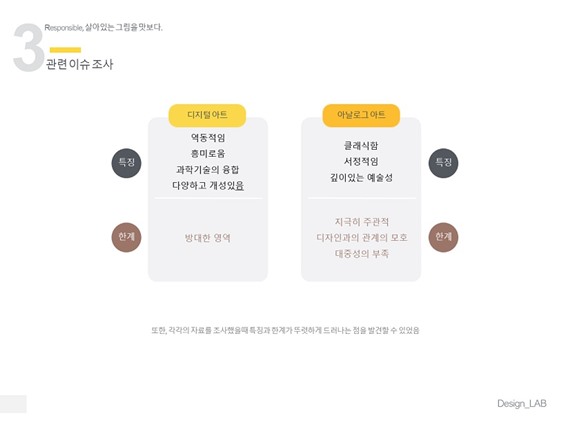 3
Responsible, 살아있는 그림을 맛보다.
관련 이슈 조사
디지털 아트
아날로그 아트
특징
역동적임
흥미로움
과학기술의 융합
다양하고 개성있음
클래식함
서정적임
깊이있는 예술성
특징
한계
방대한 영역
지극히 주관적
디자인과의 관계의 모호
대중성의 부족
한계
또한, 각각의 자료를 조사했을때 특징과 한계가 뚜렷하게 드러나는 점을 발견할 수 있었음
Design_LAB